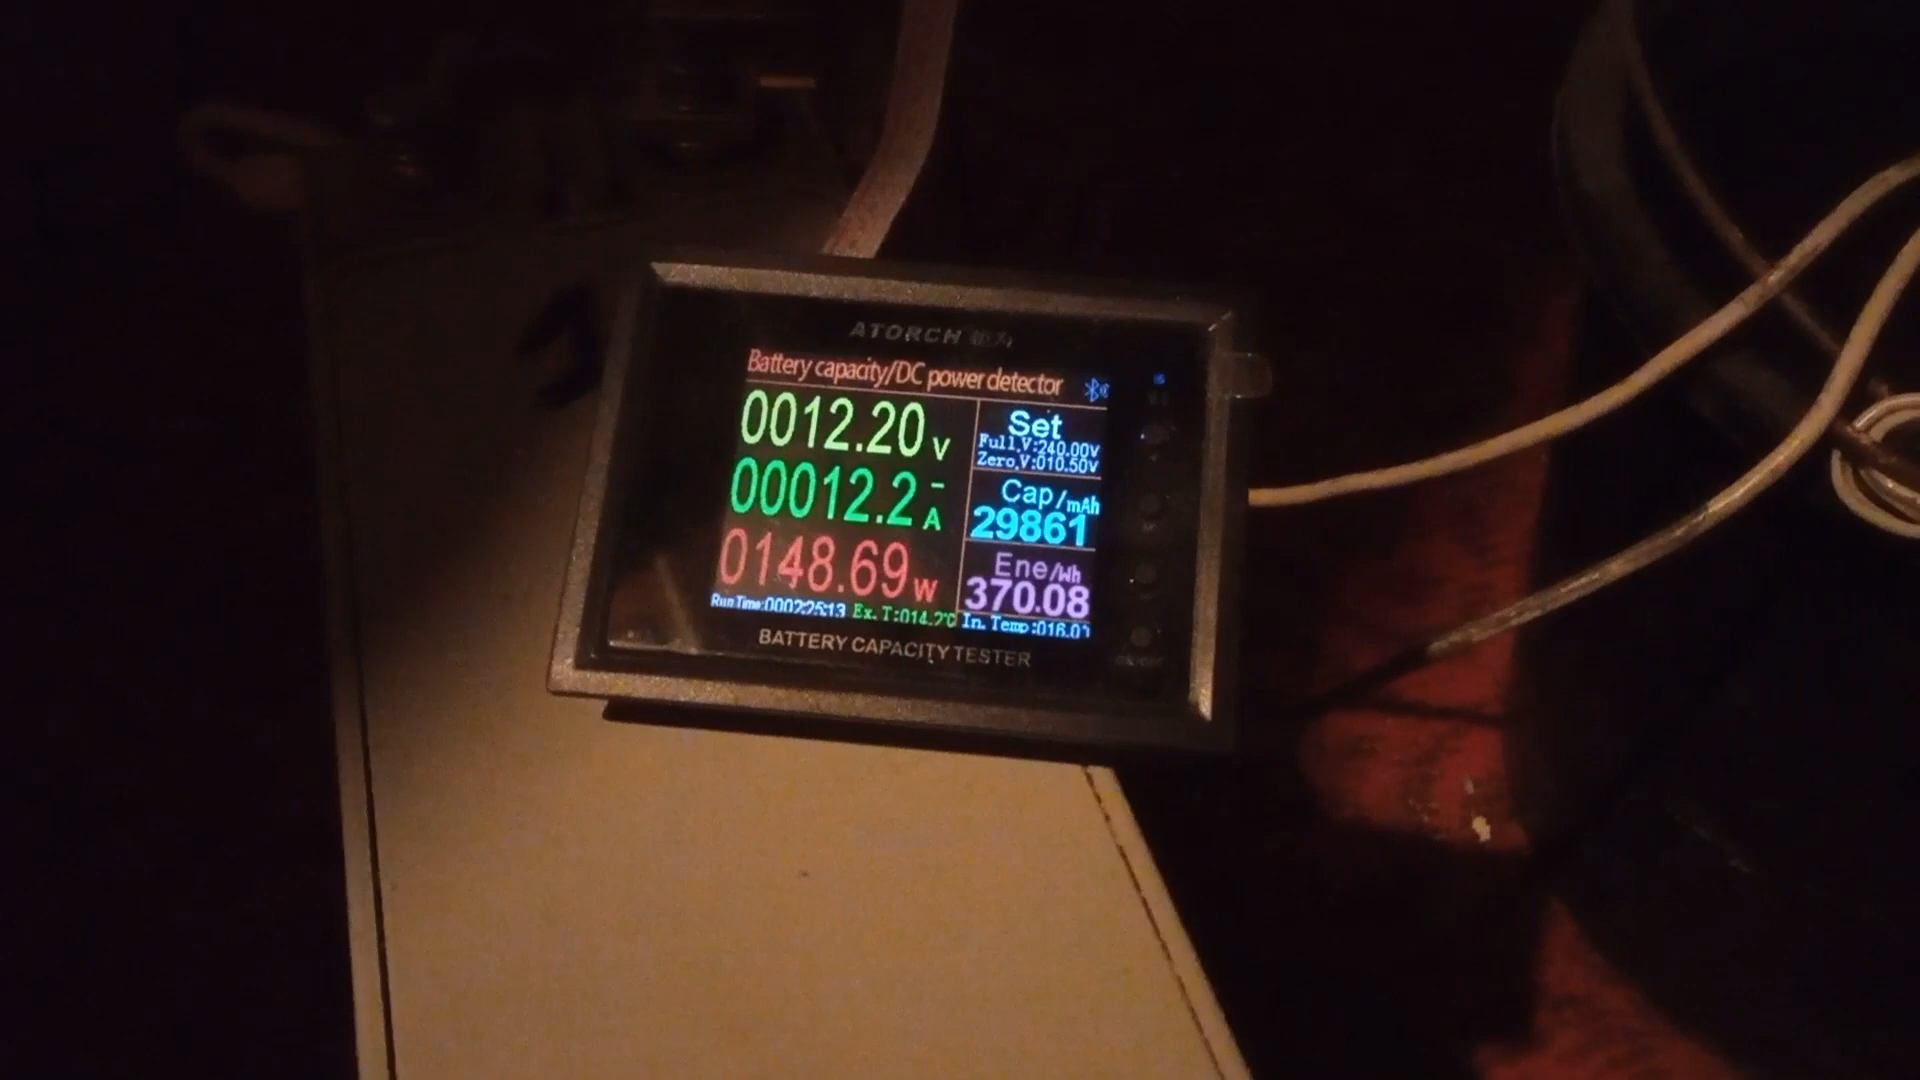 ATORCH
Battery capacity/DC power detector
0012.20 V
00012.2 A
0148.69 W
Set
Full.V:240.00V
Zero.V:010.50V
Cap/mAh
29861
Ene/Wh
370.08
Run Time:0002:25:13 Ex. T:014.2℃ In. Temp:016.0
BATTERY CAPACITY TESTER